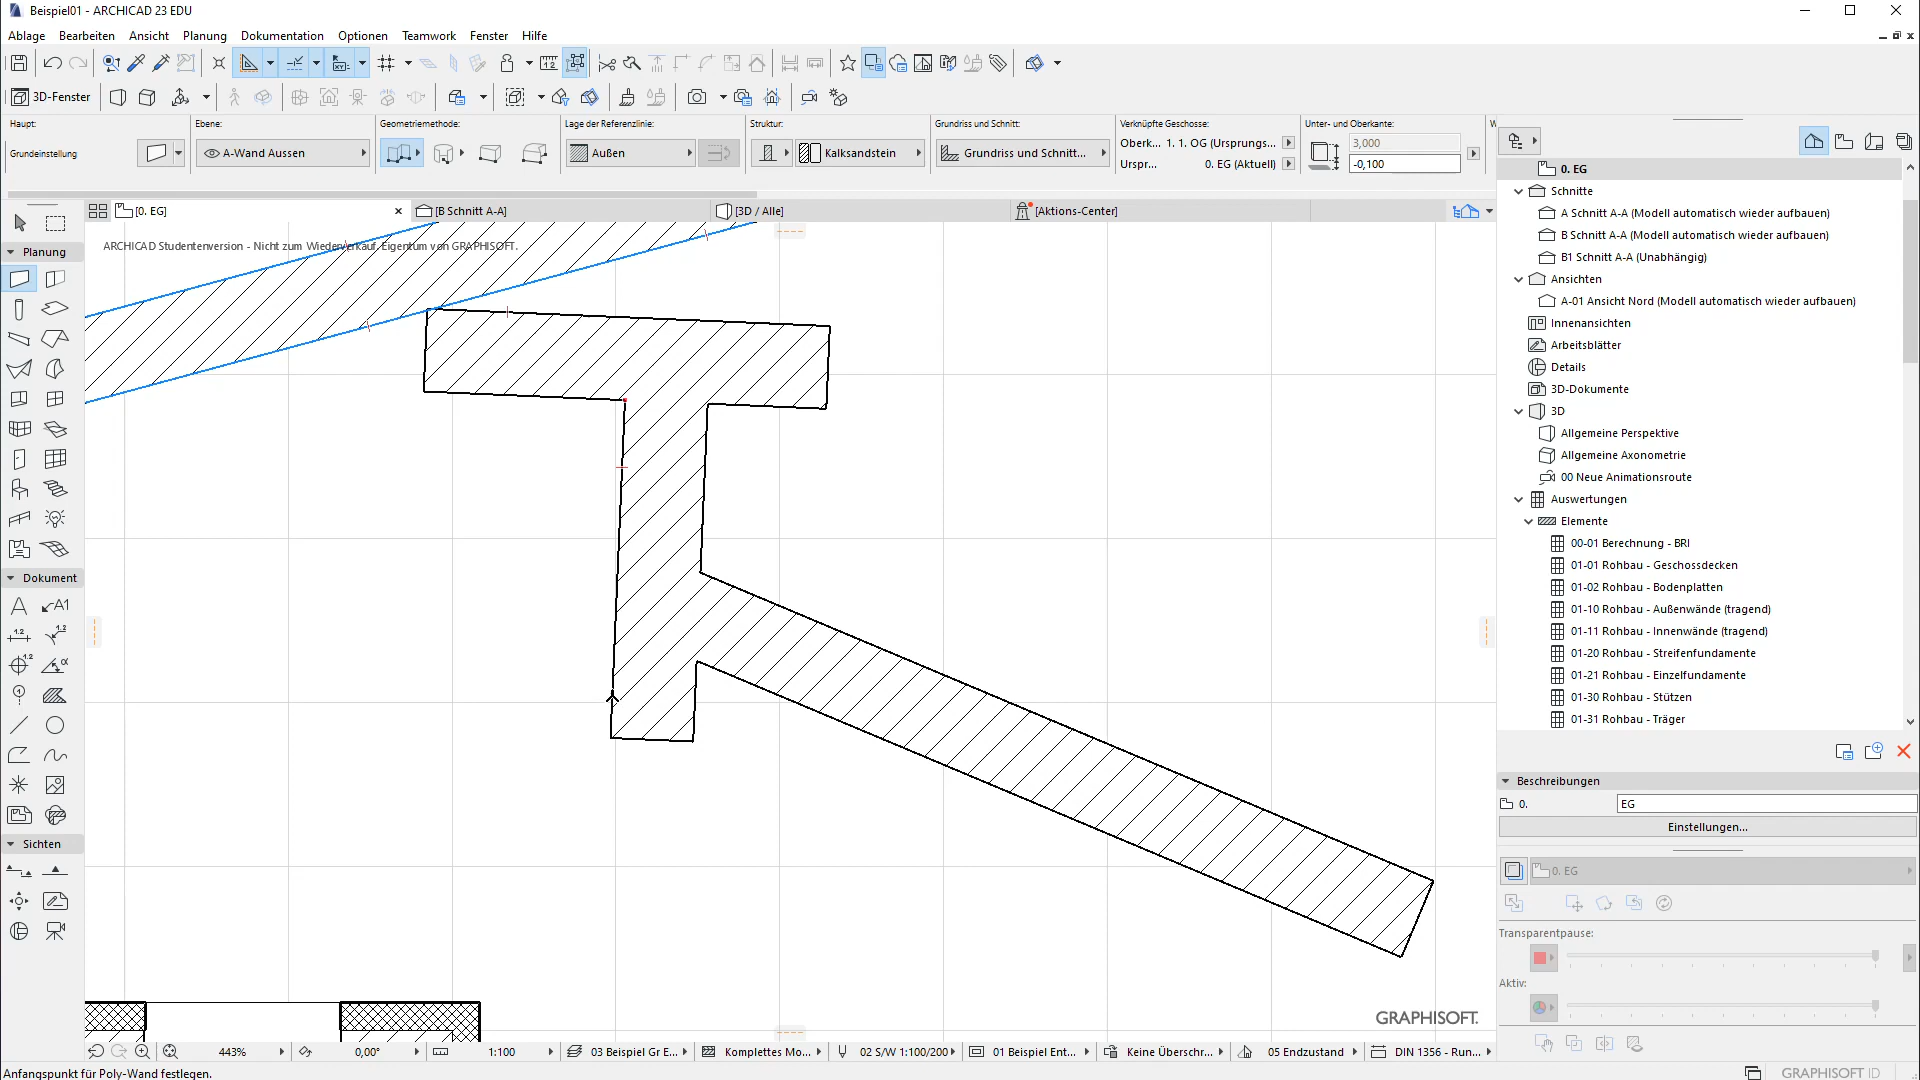 Beispiel01 - ARCHICAD 23 EDU
Ablage Bearbeiten Ansicht Planung Dokumentation Optionen Teamwork Fenster Hilfe
3D-Fenster
Haupt:
Grundeinstellung
Ebene:
A-Wand Aussen
Geometriemethode:
Lage der Referenzlinie:
Außen
Struktur:
Kalksandstein
Grundriss und Schnitt:
Grundriss und Schnitt...
Verknüpfte Geschosse:
Oberk... 1. 1. OG (Ursprungs...
Urspr... 0. EG (Aktuell)
Unter- und Oberkante:
3,000
-0,100
W
[0. EG]
[B Schnitt A-A]
[3D / Alle]
[Aktions-Center]
ARCHICAD Studentenversion - Nicht zum Wiederverkauf. Eigentum von GRAPHISOFT.
Planung
Dokument
A A1
1.2 1.2
1.2 α
1
Sichten
0. EG
Schnitte
A Schnitt A-A (Modell automatisch wieder aufbauen)
B Schnitt A-A (Modell automatisch wieder aufbauen)
B1 Schnitt A-A (Unabhängig)
Ansichten
A-01 Ansicht Nord (Modell automatisch wieder aufbauen)
Innenansichten
Arbeitsblätter
Details
3D-Dokumente
3D
Allgemeine Perspektive
Allgemeine Axonometrie
00 Neue Animationsroute
Auswertungen
Elemente
00-01 Berechnung - BRI
01-01 Rohbau - Geschossdecken
01-02 Rohbau - Bodenplatten
01-10 Rohbau - Außenwände (tragend)
01-11 Rohbau - Innenwände (tragend)
01-20 Rohbau - Streifenfundamente
01-21 Rohbau - Einzelfundamente
01-30 Rohbau - Stützen
01-31 Rohbau - Träger
Beschreibungen
0. EG
Einstellungen...
0. EG
Transparentpause:
Aktiv:
GRAPHISOFT.
443% 0,00° 1:100 03 Beispiel Gr E... Komplettes Mo... 02 S/W 1:100/200 01 Beispiel Ent... Keine Überschr... 05 Endzustand DIN 1356 - Run...
Anfangspunkt für Poly-Wand festlegen.
GRAPHISOFT ID